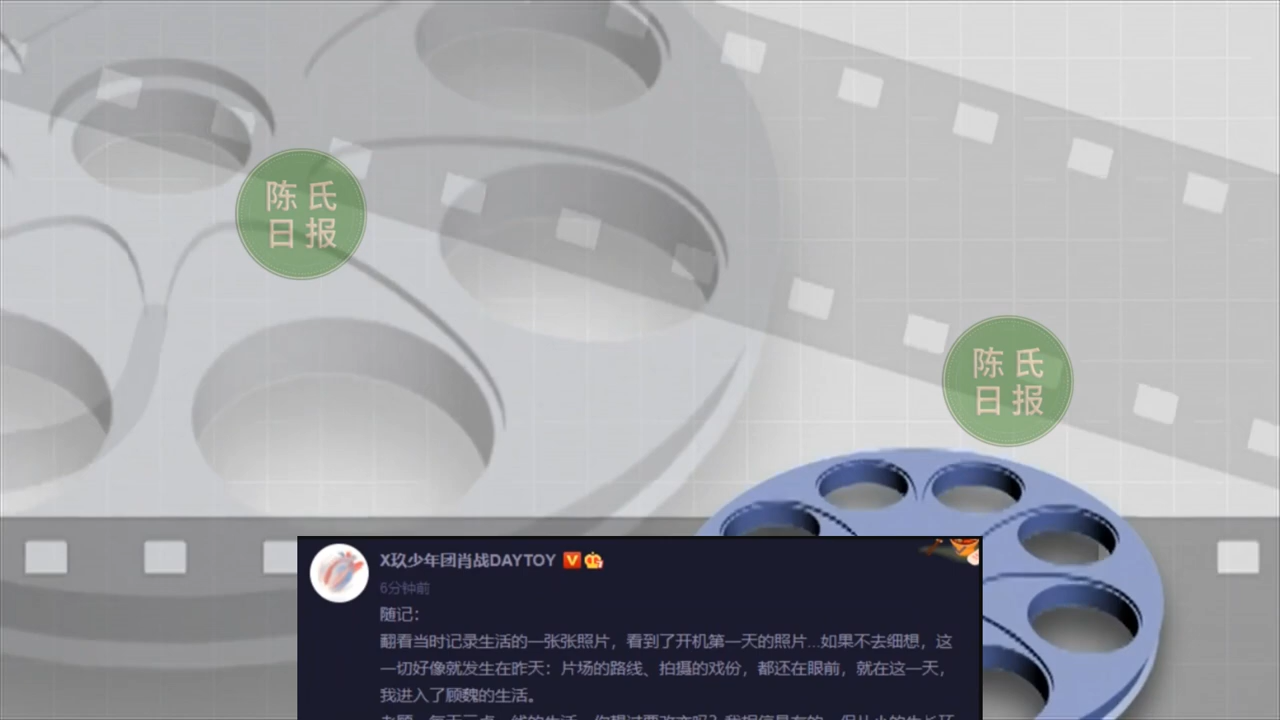 陈氏
日报
陈氏
日报
X玖少年团肖战DAYTOY
6分钟前
随记：
翻看当时记录生活的一张张照片，看到了开机第一天的照片...如果不去细想，这
一切好像就发生在昨天：片场的路线、拍摄的戏份，都还在眼前，就在这一天，
我进入了顾魏的生活。